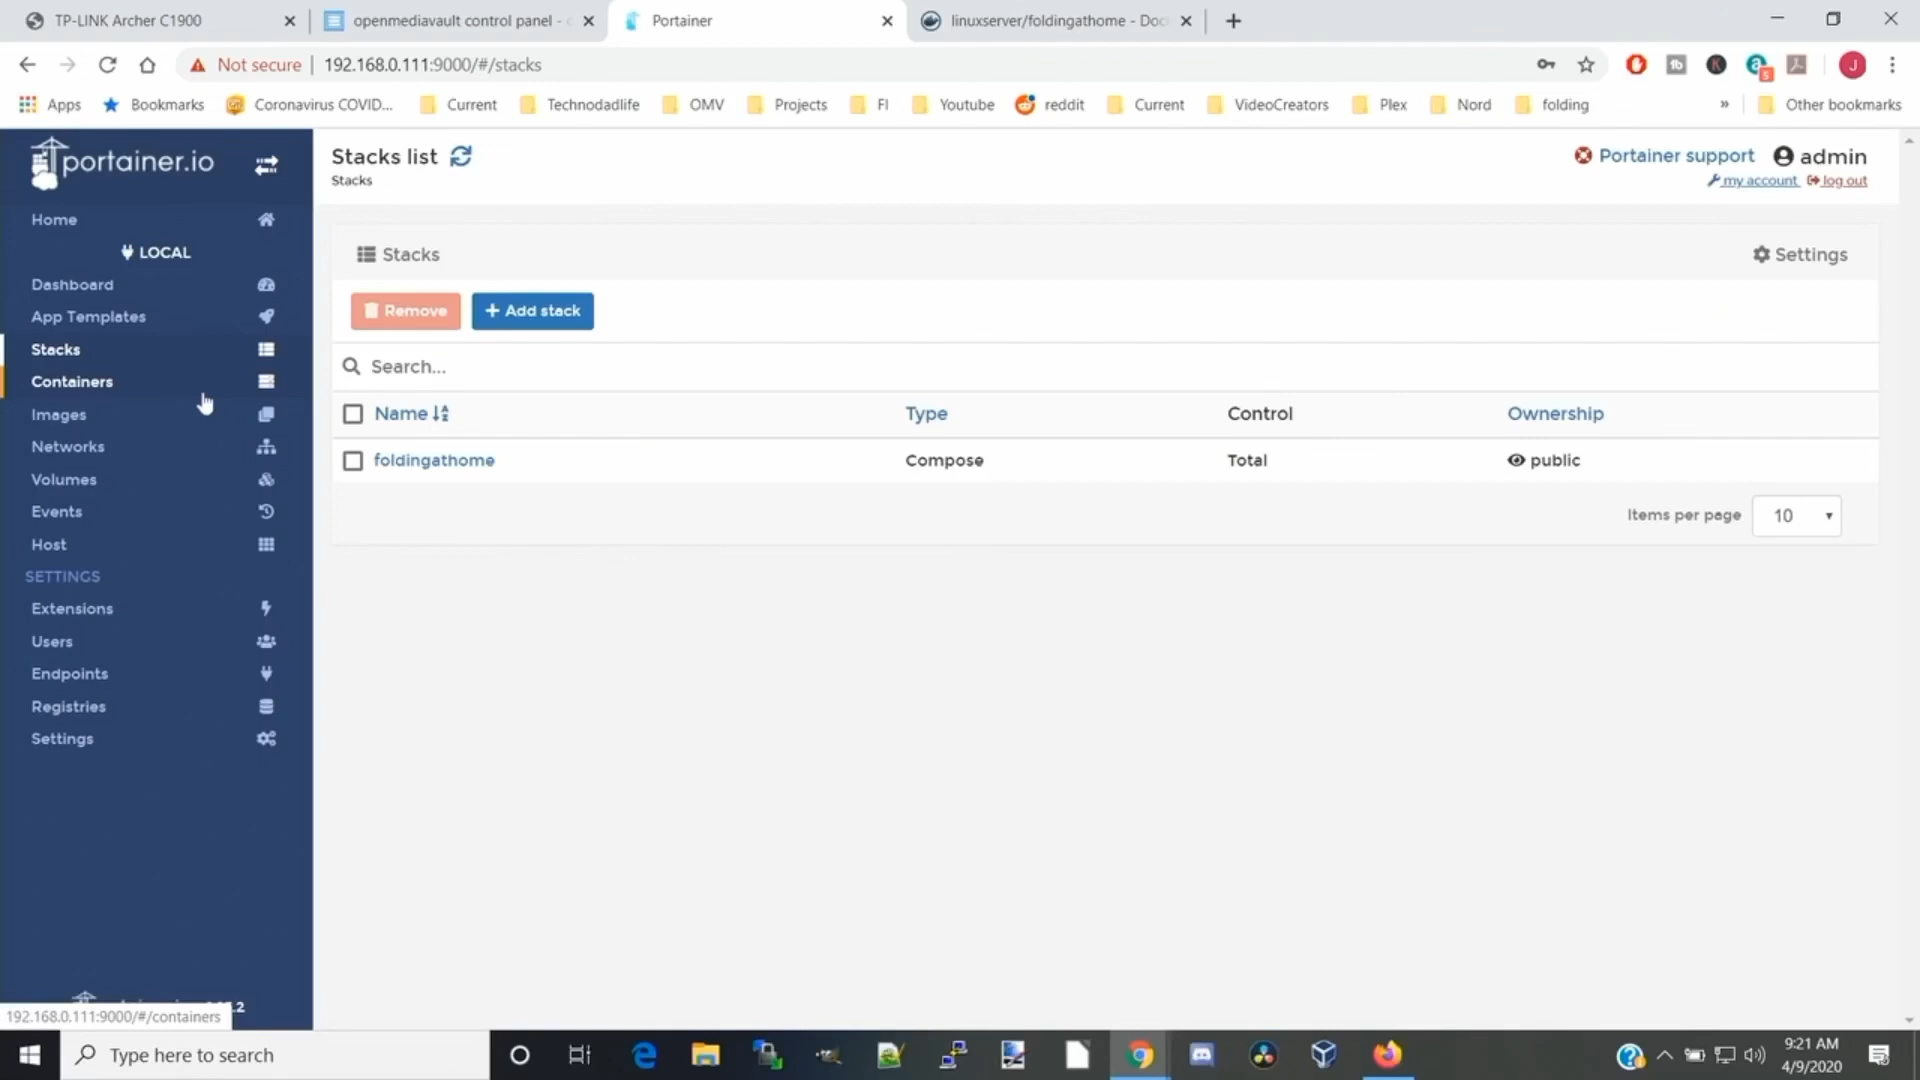 TP-LINK Archer C1900
openmediavault control panel -
Portainer
linuxserver/foldingathome - Doc
Not secure
192.168.0.111:9000/#/stacks
5
J
Apps
Bookmarks
Coronavirus COVID...
Current
Technodadlife
OMV
Projects
FI
Youtube
reddit
Current
VideoCreators
Plex
Nord
folding
»
Other bookmarks
portainer.io
Home
LOCAL
Dashboard
App Templates
Stacks
Containers
Images
Networks
Volumes
Events
Host
SETTINGS
Extensions
Users
Endpoints
Registries
Settings
.2
192.168.0.111:9000/#/containers
Stacks list
Stacks
Portainer support
admin
my account
log out
Stacks
Settings
Remove
+ Add stack
Search...
Name
Type
Control
Ownership
foldingathome
Compose
Total
public
Items per page
10
Type here to search
9:21 AM
4/9/2020